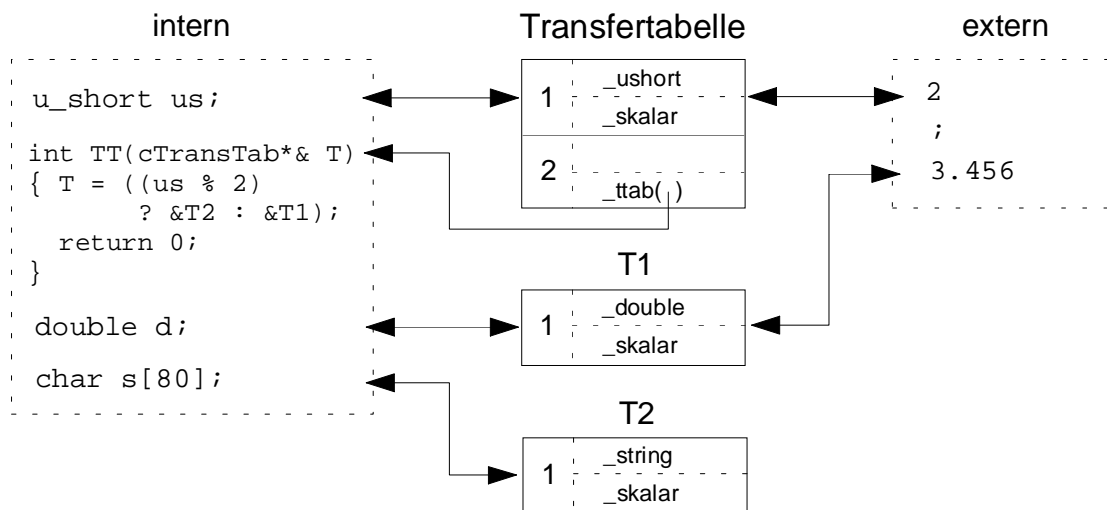 intern
Transfertabelle
extern
u_short us;
int TT(cTransTab*& T)
{ T = ((us % 2)
? &T2 : &T1);
return 0;
}
double d;
char s[80];
1
_ushort
_skalar
2
_ttab( )
T1
1
_double
_skalar
T2
1
_string
_skalar
2
;
3.456